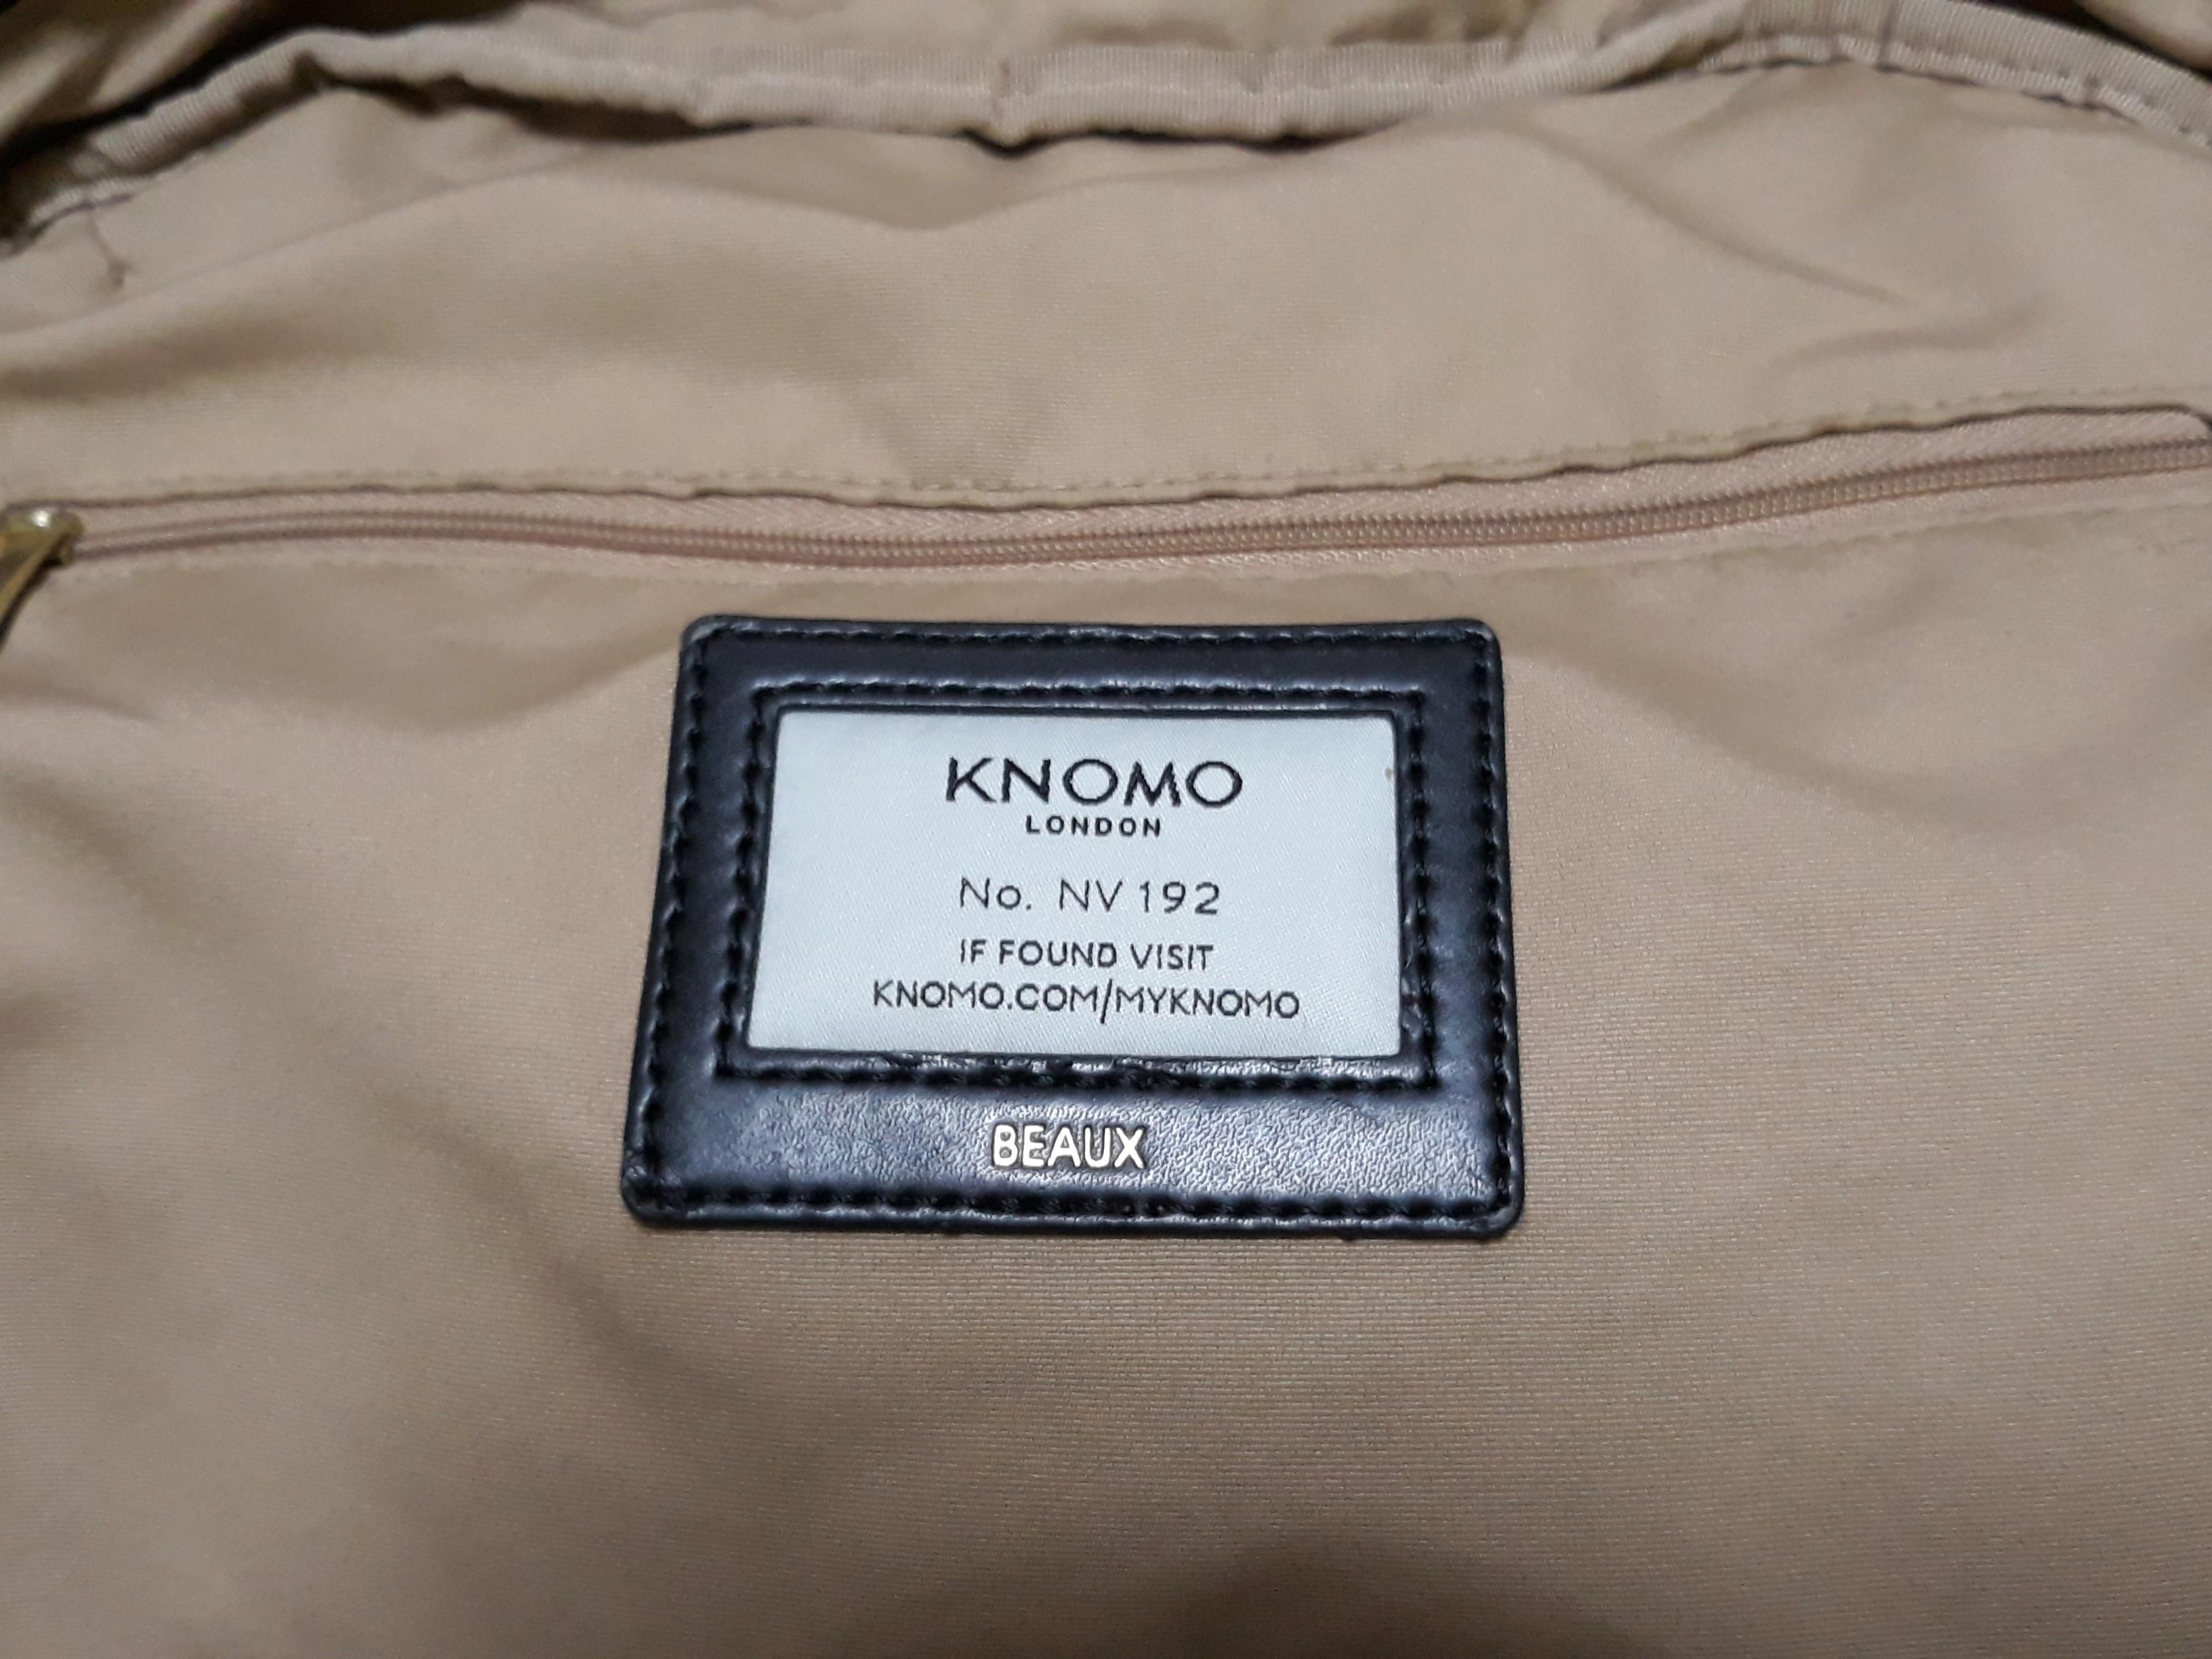 KNOMO
LONDON
No. NV 192
IF FOUND VISIT
KNOMO.COM/MYKNOMO
BEAUX